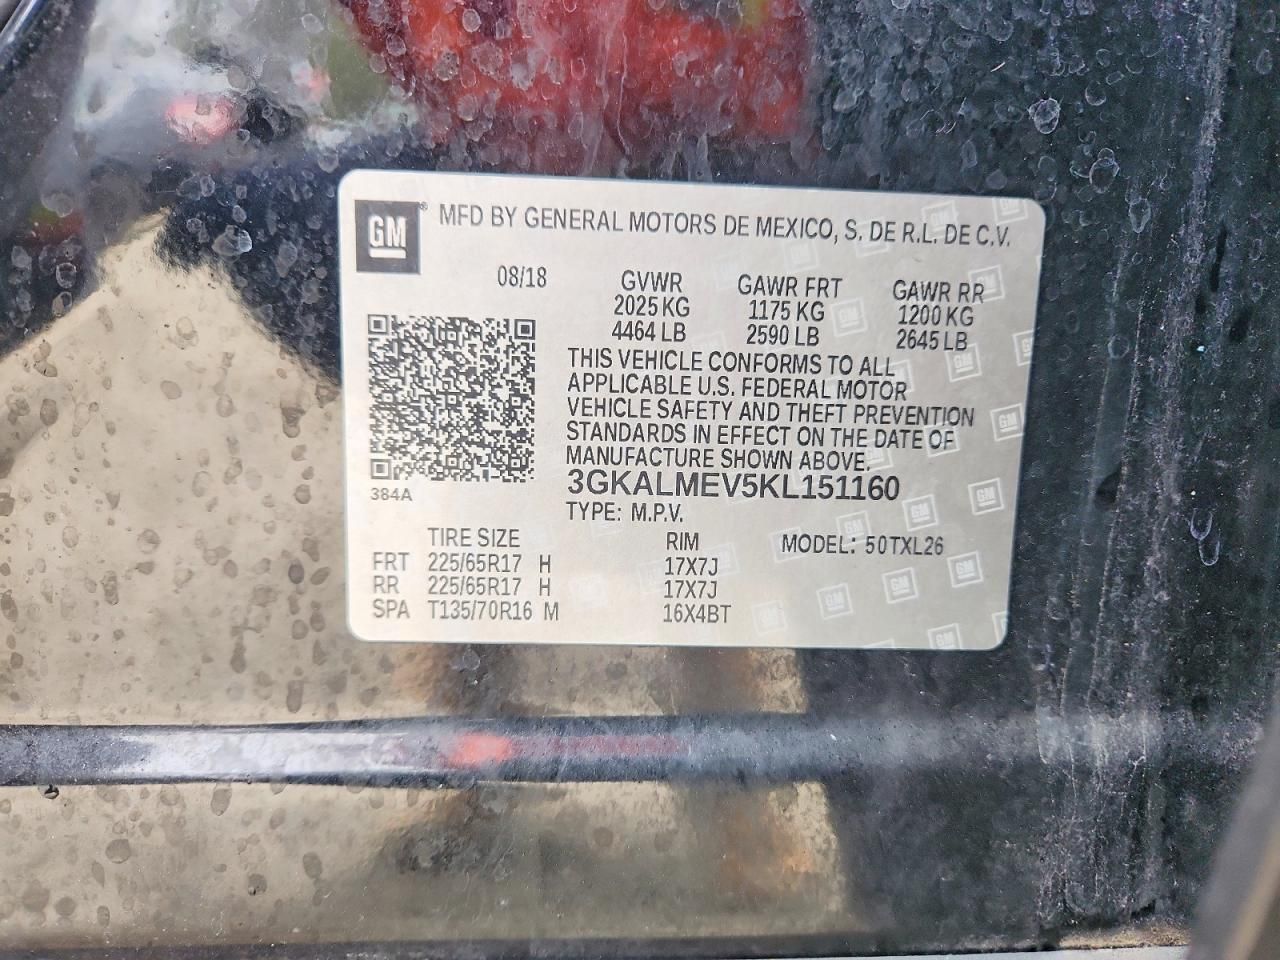 GM ® MFD BY GENERAL MOTORS DE MEXICO, S. DE R.L. DE C.V.
08/18 GVWR GAWR FRT GAWR RR
2025 KG 1175 KG 1200 KG
4464 LB 2590 LB 2645 LB
THIS VEHICLE CONFORMS TO ALL
APPLICABLE U.S. FEDERAL MOTOR
VEHICLE SAFETY AND THEFT PREVENTION
STANDARDS IN EFFECT ON THE DATE OF
MANUFACTURE SHOWN ABOVE.
3GKALMEV5KL151160
384A
TYPE: M.P.V.
TIRE SIZE RIM MODEL: 50TXL26
FRT 225/65R17 H 17X7J
RR 225/65R17 H 17X7J
SPA T135/70R16 M 16X4BT